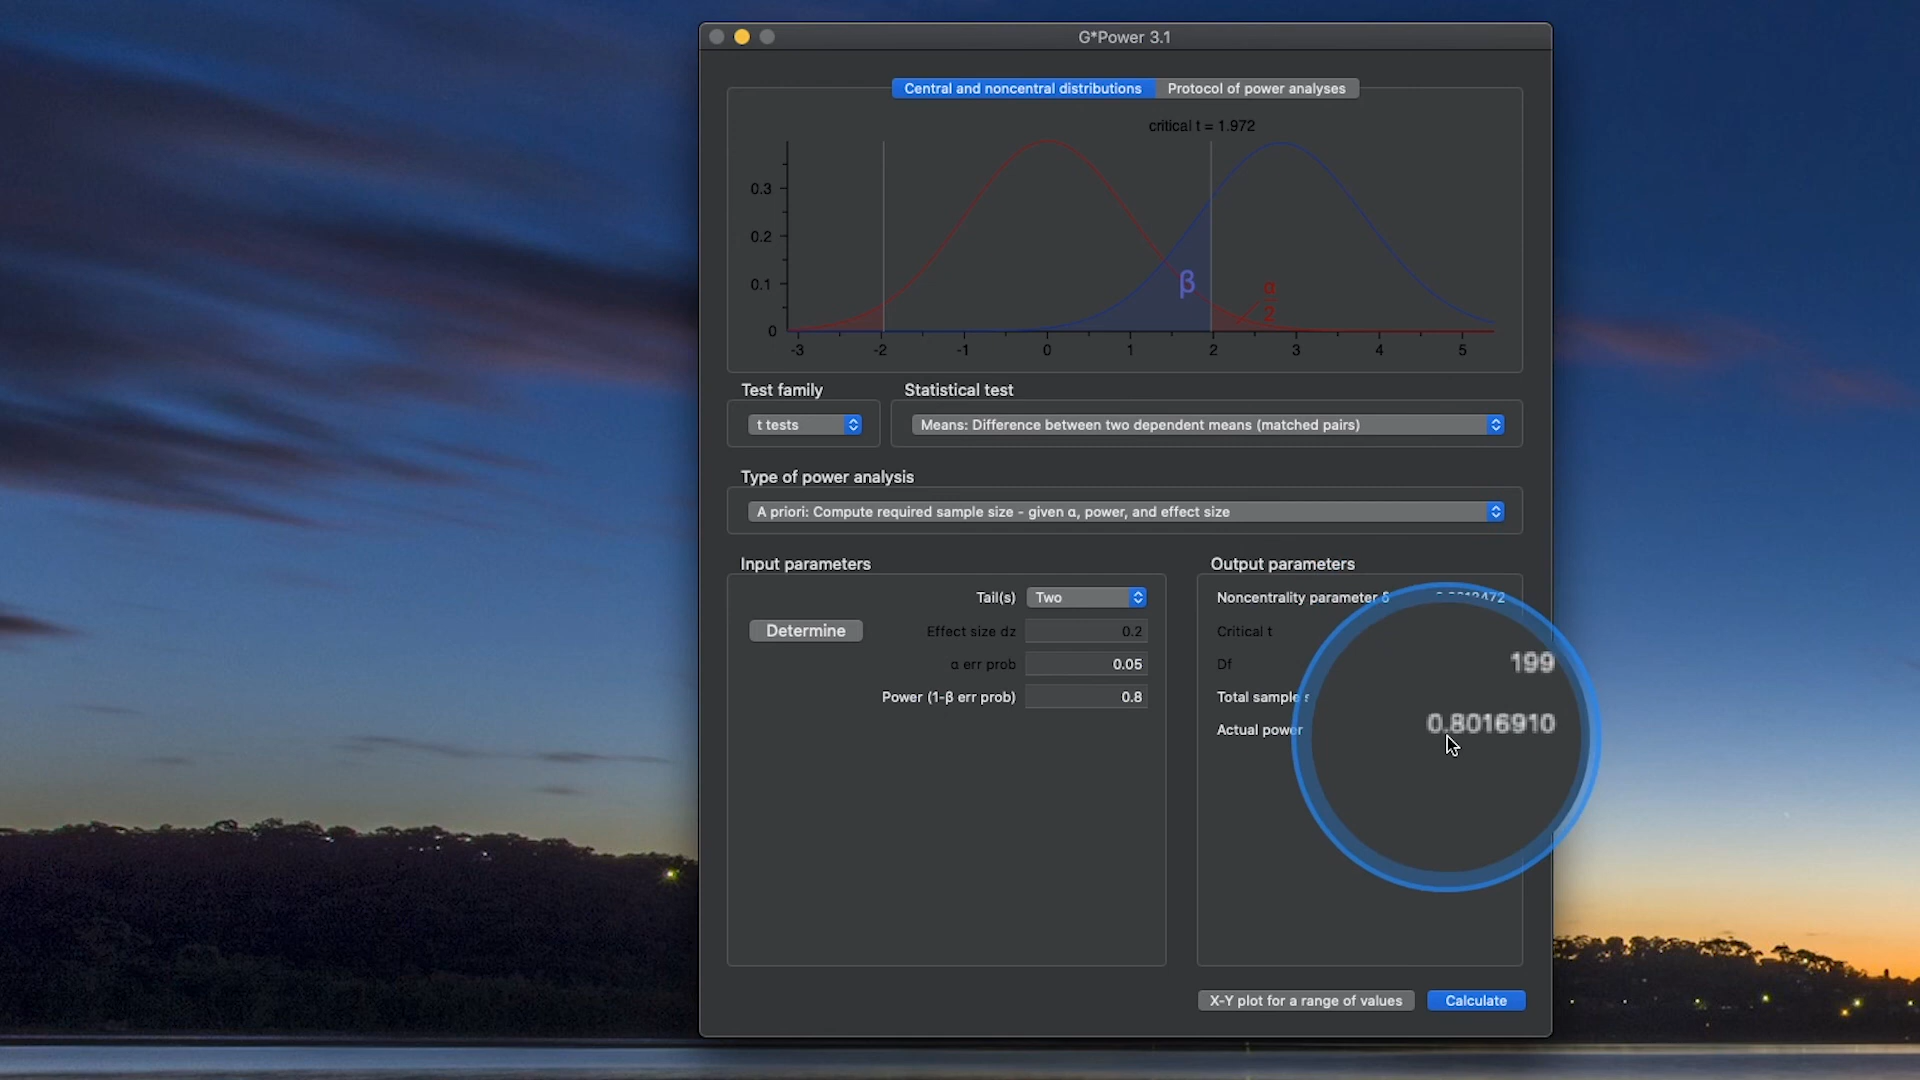 G*Power 3.1
Central and noncentral distributions Protocol of power analyses
critical t = 1.972
0.3
0.2
0.1
0
β
α
2
-3 -2 -1 0 1 2 3 4 5
Test family Statistical test
t tests Means: Difference between two dependent means (matched pairs)
Type of power analysis
A priori: Compute required sample size - given α, power, and effect size
Input parameters Output parameters
Tail(s) Two Noncentrality parameter δ
Determine Effect size dz 0.2 Critical t
α err prob 0.05 Df
199
Power (1-β err prob) 0.8 Total sample
Actual power 0.8016910
X-Y plot for a range of values Calculate